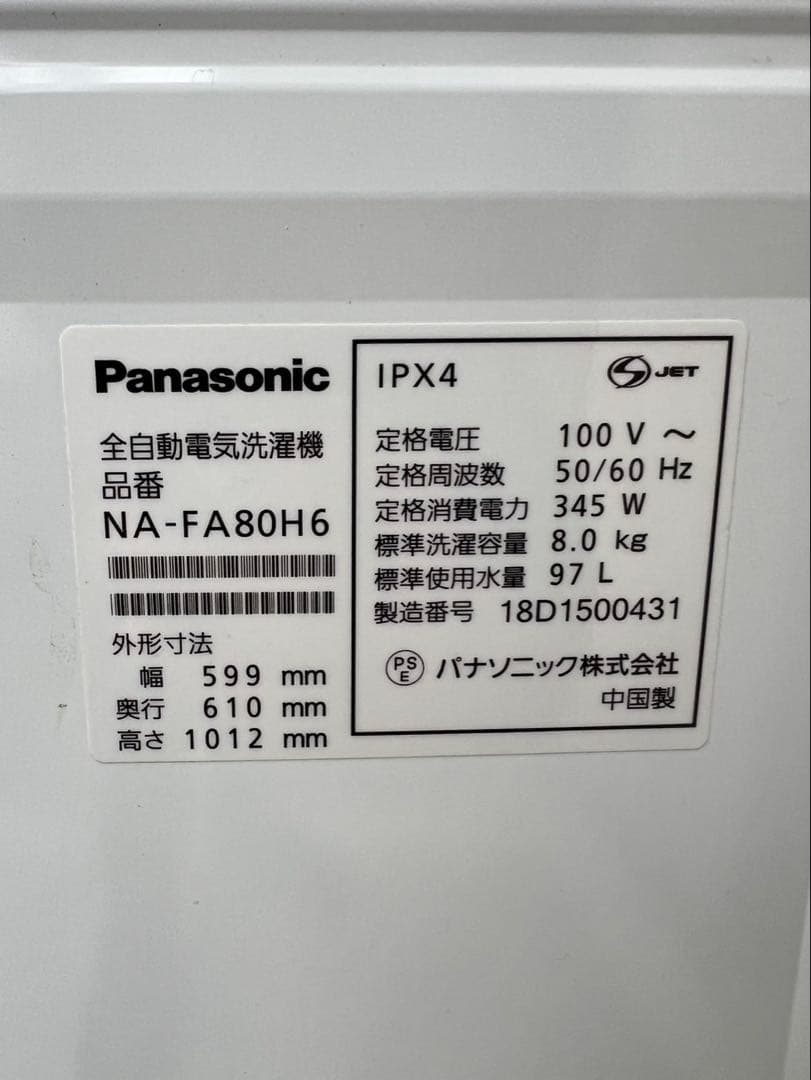 Panasonic
全自動電気洗濯機
品番
NA-FA80H6
外形寸法
幅 599 mm
奥行 610 mm
高さ 1012 mm
IPX4
S JET
定格電圧 100 V ～
定格周波数 50/60 Hz
定格消費電力 345 W
標準洗濯容量 8.0 kg
標準使用水量 97 L
製造番号 18D1500431
PSE パナソニック株式会社
中国製